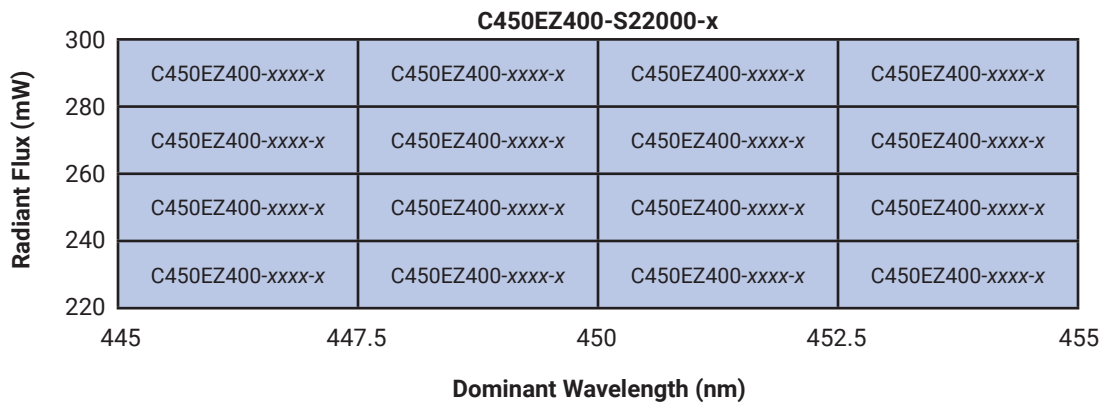 C450EZ400-S22000-x
300
C450EZ400-xxxx-x C450EZ400-xxxx-x C450EZ400-xxxx-x C450EZ400-xxxx-x
280
C450EZ400-xxxx-x C450EZ400-xxxx-x C450EZ400-xxxx-x C450EZ400-xxxx-x
260
C450EZ400-xxxx-x C450EZ400-xxxx-x C450EZ400-xxxx-x C450EZ400-xxxx-x
240
C450EZ400-xxxx-x C450EZ400-xxxx-x C450EZ400-xxxx-x C450EZ400-xxxx-x
220
Radiant Flux (mW)
445 447.5 450 452.5 455
Dominant Wavelength (nm)